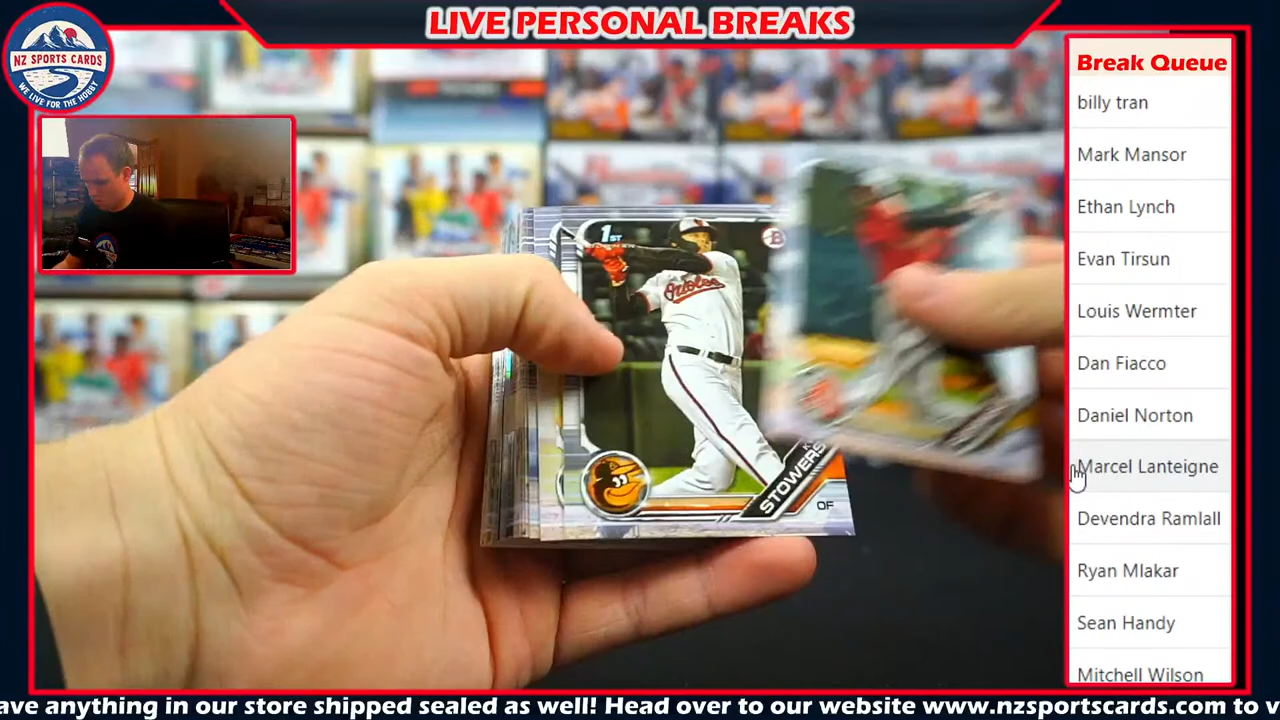 LIVE PERSONAL BREAKS
NZ SPORTS CARDS
WE LIVE FOR THE HOBBY
Break Queue
billy tran
Mark Mansor
Ethan Lynch
Evan Tirsun
Louis Wermter
Dan Fiacco
Daniel Norton
Marcel Lanteigne
Devendra Ramlall
Ryan Mlakar
Sean Handy
Mitchell Wilson
1ST
B
Orioles
STOWERS
OF
ave anything in our store shipped sealed as well! Head over to our website www.nzsportscards.com to v